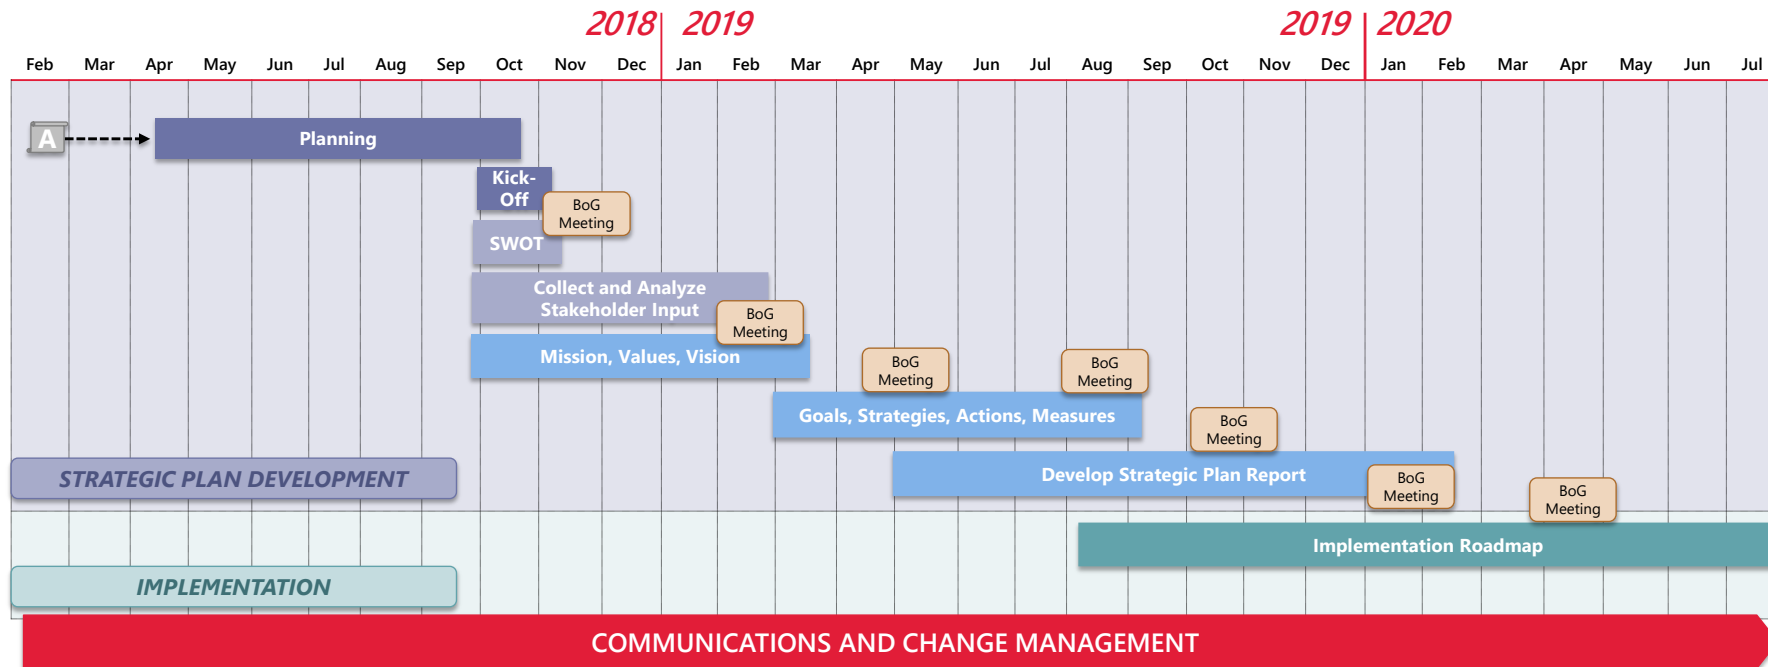 2018 2019 2019 2020
Feb Mar Apr May Jun Jul Aug Sep Oct Nov Dec Jan Feb Mar Apr May Jun Jul Aug Sep Oct Nov Dec Jan Feb Mar Apr May Jun Jul
A
Planning
Kick-
Off
BoG
Meeting
SWOT
Collect and Analyze
Stakeholder Input
BoG
Meeting
Mission, Values, Vision
BoG
Meeting
BoG
Meeting
Goals, Strategies, Actions, Measures
BoG
Meeting
STRATEGIC PLAN DEVELOPMENT
Develop Strategic Plan Report
BoG
Meeting
BoG
Meeting
Implementation Roadmap
IMPLEMENTATION
COMMUNICATIONS AND CHANGE MANAGEMENT